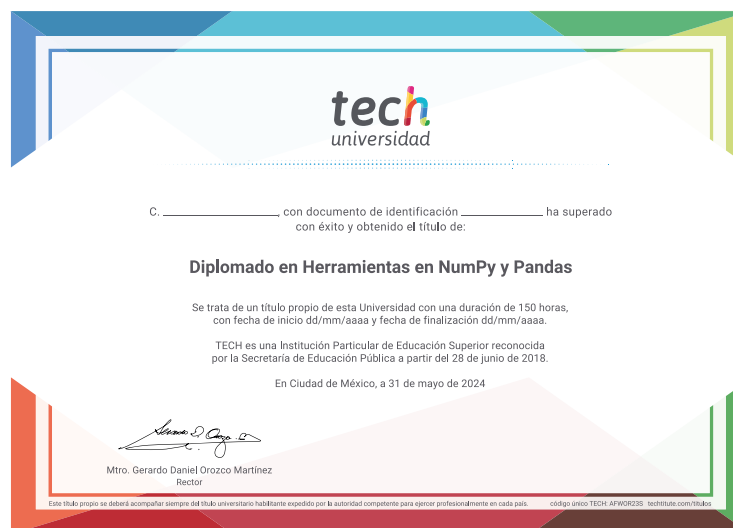 tech
universidad
C. ____________, con documento de identificación ____________ ha superado
con éxito y obtenido el título de:
Diplomado en Herramientas en NumPy y Pandas
Se trata de un título propio de esta Universidad con una duración de 150 horas,
con fecha de inicio dd/mm/aaaa y fecha de finalización dd/mm/aaaa.
TECH es una Institución Particular de Educación Superior reconocida
por la Secretaría de Educación Pública a partir del 28 de junio de 2018.
En Ciudad de México, a 31 de mayo de 2024
Mtro. Gerardo Daniel Orozco Martínez
Rector
Este título propio se deberá acompañar siempre del título universitario habilitante expedido por la autoridad competente para ejercer profesionalmente en cada país. código único TECH: AFWOR23S techtitute.com/titulos